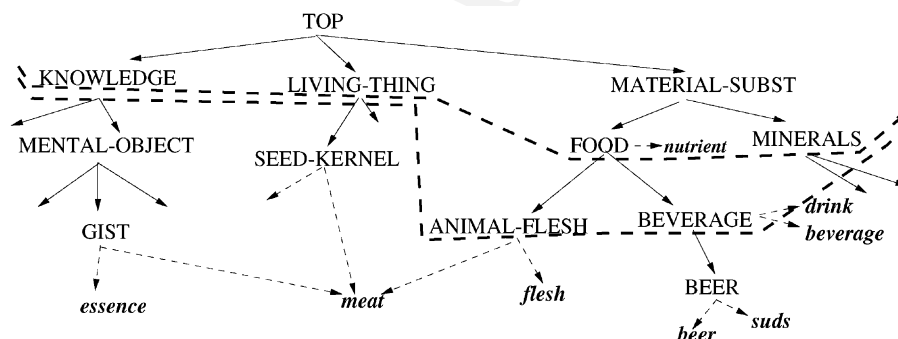 TOP
KNOWLEDGE
LIVING-THING
MATERIAL-SUBST
MENTAL-OBJECT
SEED-KERNEL
FOOD
nutrient
MINERALS
GIST
ANIMAL-FLESH
BEVERAGE
drink
beverage
essence
meat
flesh
BEER
beer
suds